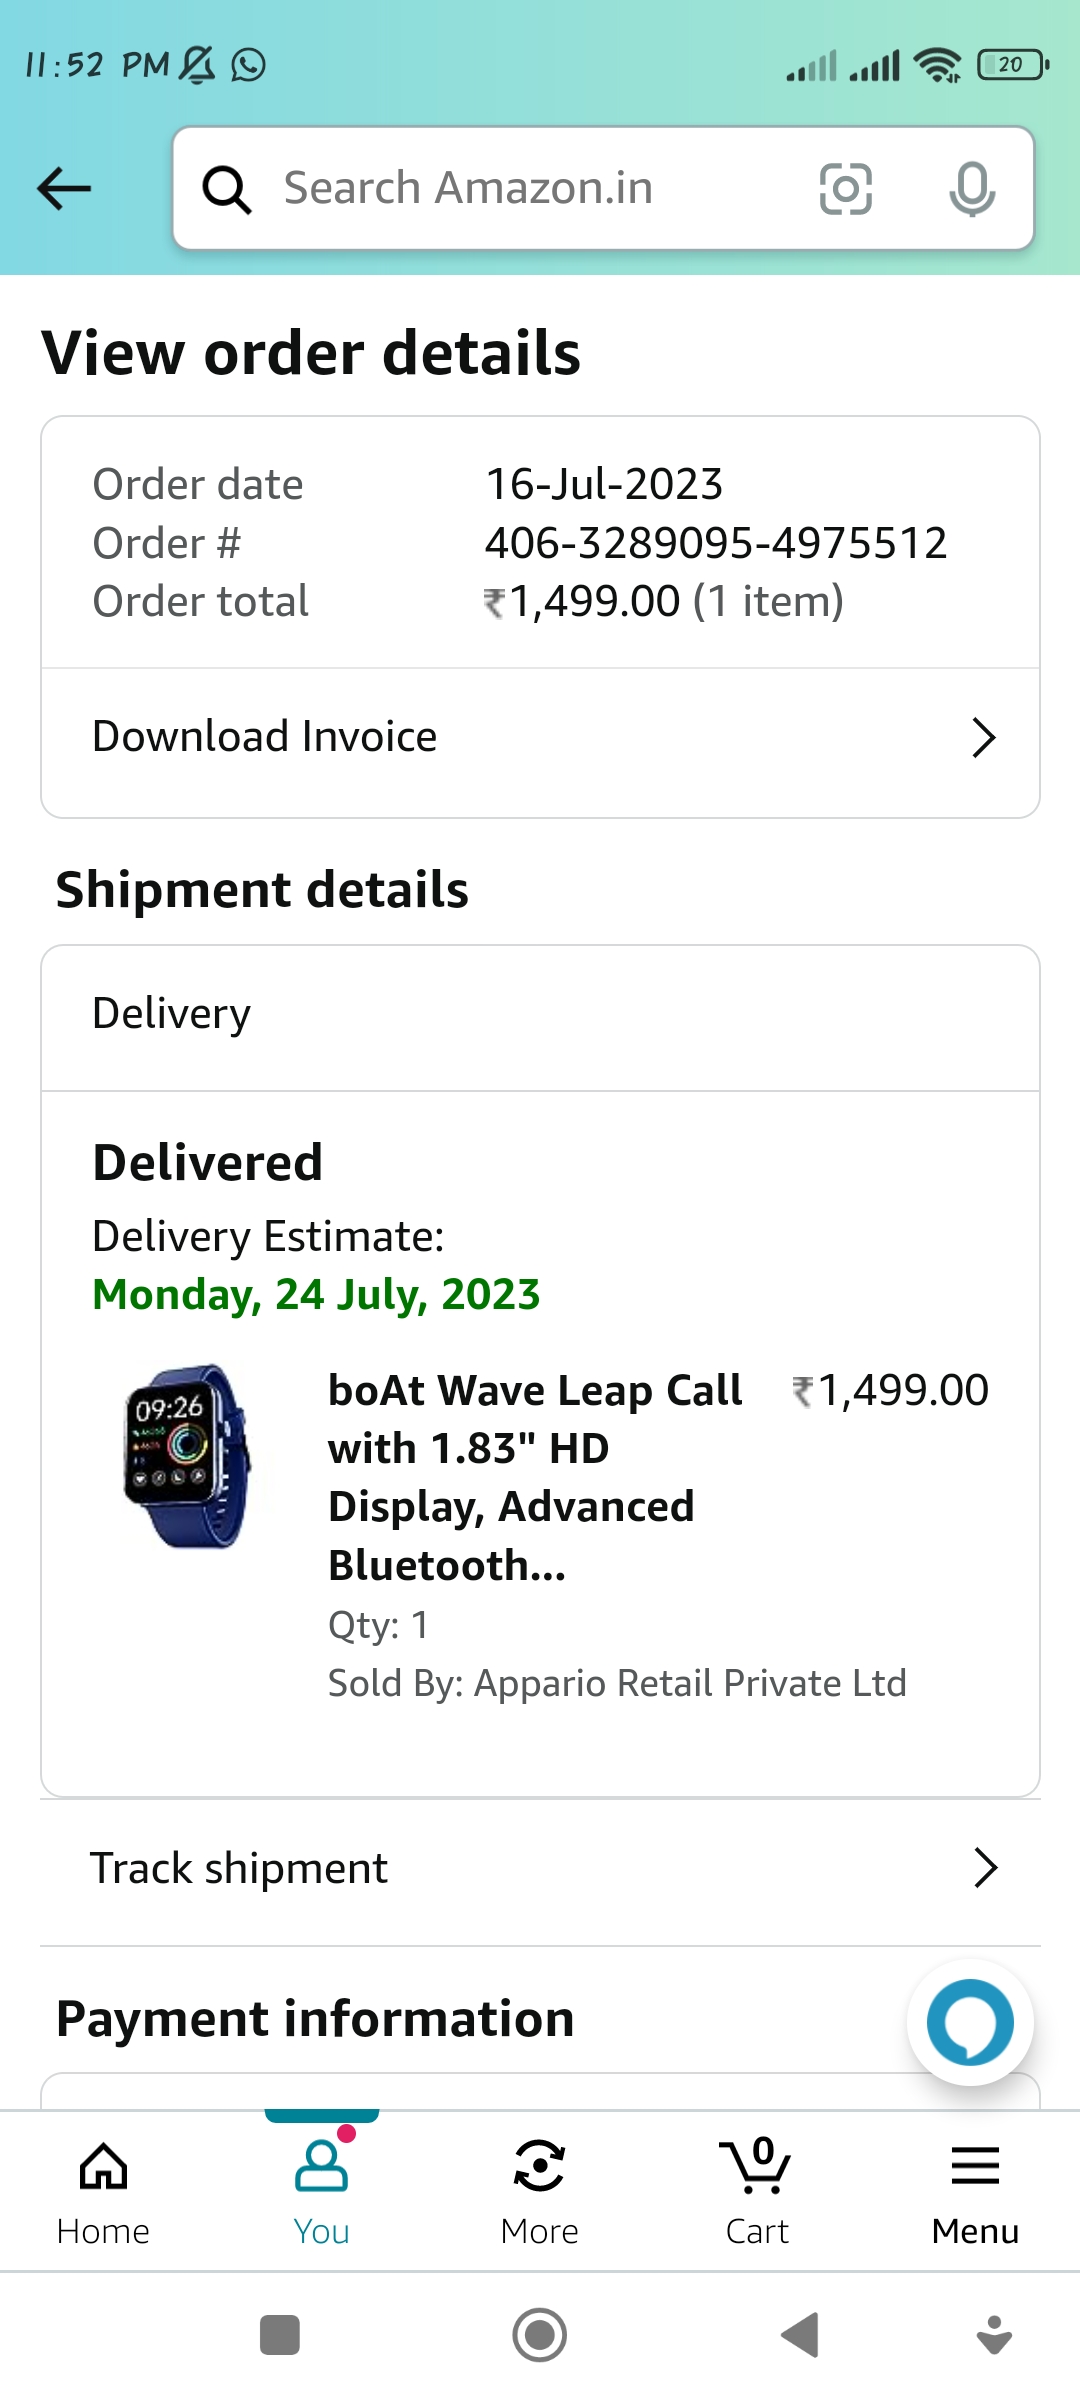 11:52 PM
20
Search Amazon.in
View order details
Order date 16-Jul-2023
Order # 406-3289095-4975512
Order total ₹1,499.00 (1 item)
Download Invoice
Shipment details
Delivery
Delivered
Delivery Estimate:
Monday, 24 July, 2023
09:26
boAt Wave Leap Call ₹1,499.00
with 1.83" HD
Display, Advanced
Bluetooth...
Qty: 1
Sold By: Appario Retail Private Ltd
Track shipment
Payment information
0
Home You More Cart Menu